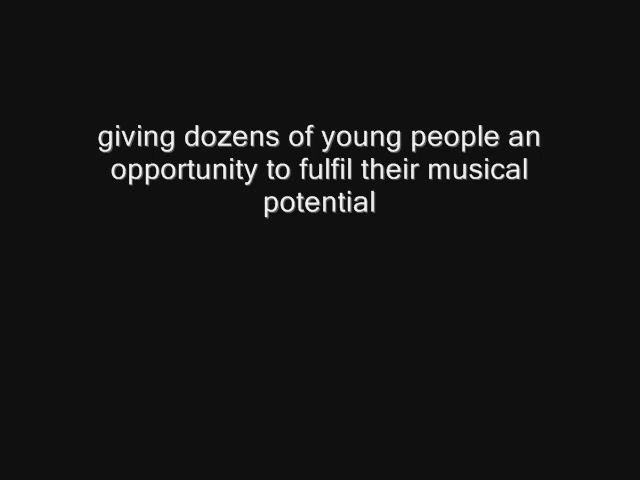 giving dozens of young people an
opportunity to fulfil their musical
potential